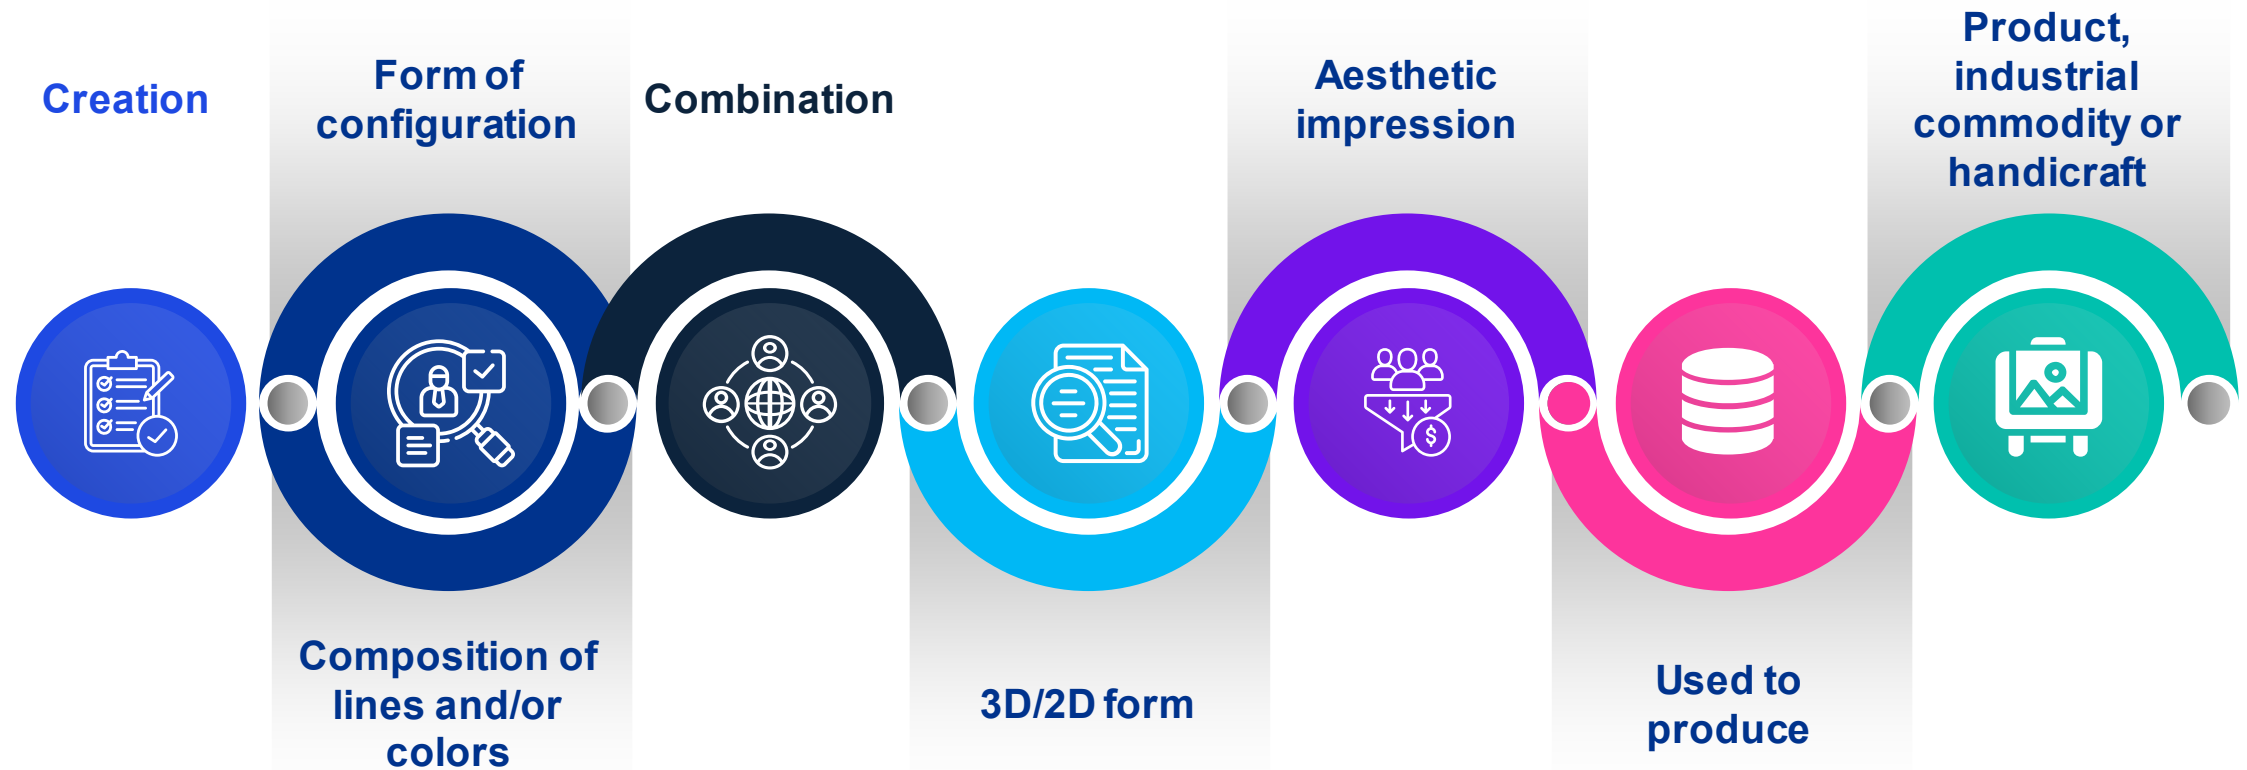 Creation
Form of
configuration
Composition of
lines and/or
colors
Combination
3D/2D form
Aesthetic
impression
Used to
produce
Product,
industrial
commodity or
handicraft
$